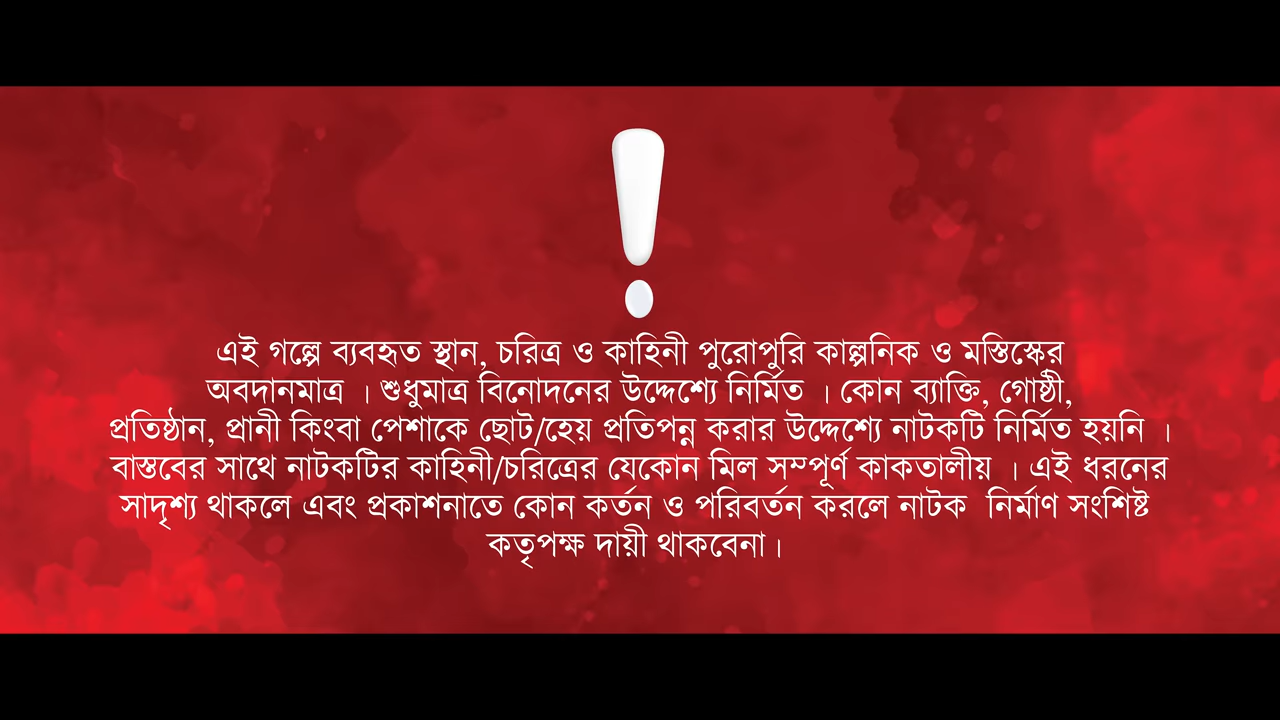 এই গল্পে ব্যবহৃত স্থান, চরিত্র ও কাহিনী পুরোপুরি কাল্পনিক ও মস্তিস্কের
অবদানমাত্র । শুধুমাত্র বিনোদনের উদ্দেশ্যে নির্মিত । কোন ব্যাক্তি, গোষ্ঠী,
প্রতিষ্ঠান, প্রানী কিংবা পেশাকে ছোট/হেয় প্রতিপন্ন করার উদ্দেশ্যে নাটকটি নির্মিত হয়নি ।
বাস্তবের সাথে নাটকটির কাহিনী/চরিত্রের যেকোন মিল সম্পূর্ণ কাকতালীয় । এই ধরনের
সাদৃশ্য থাকলে এবং প্রকাশনাতে কোন কর্তন ও পরিবর্তন করলে নাটক নির্মাণ সংশিষ্ট
কতৃপক্ষ দায়ী থাকবেনা।